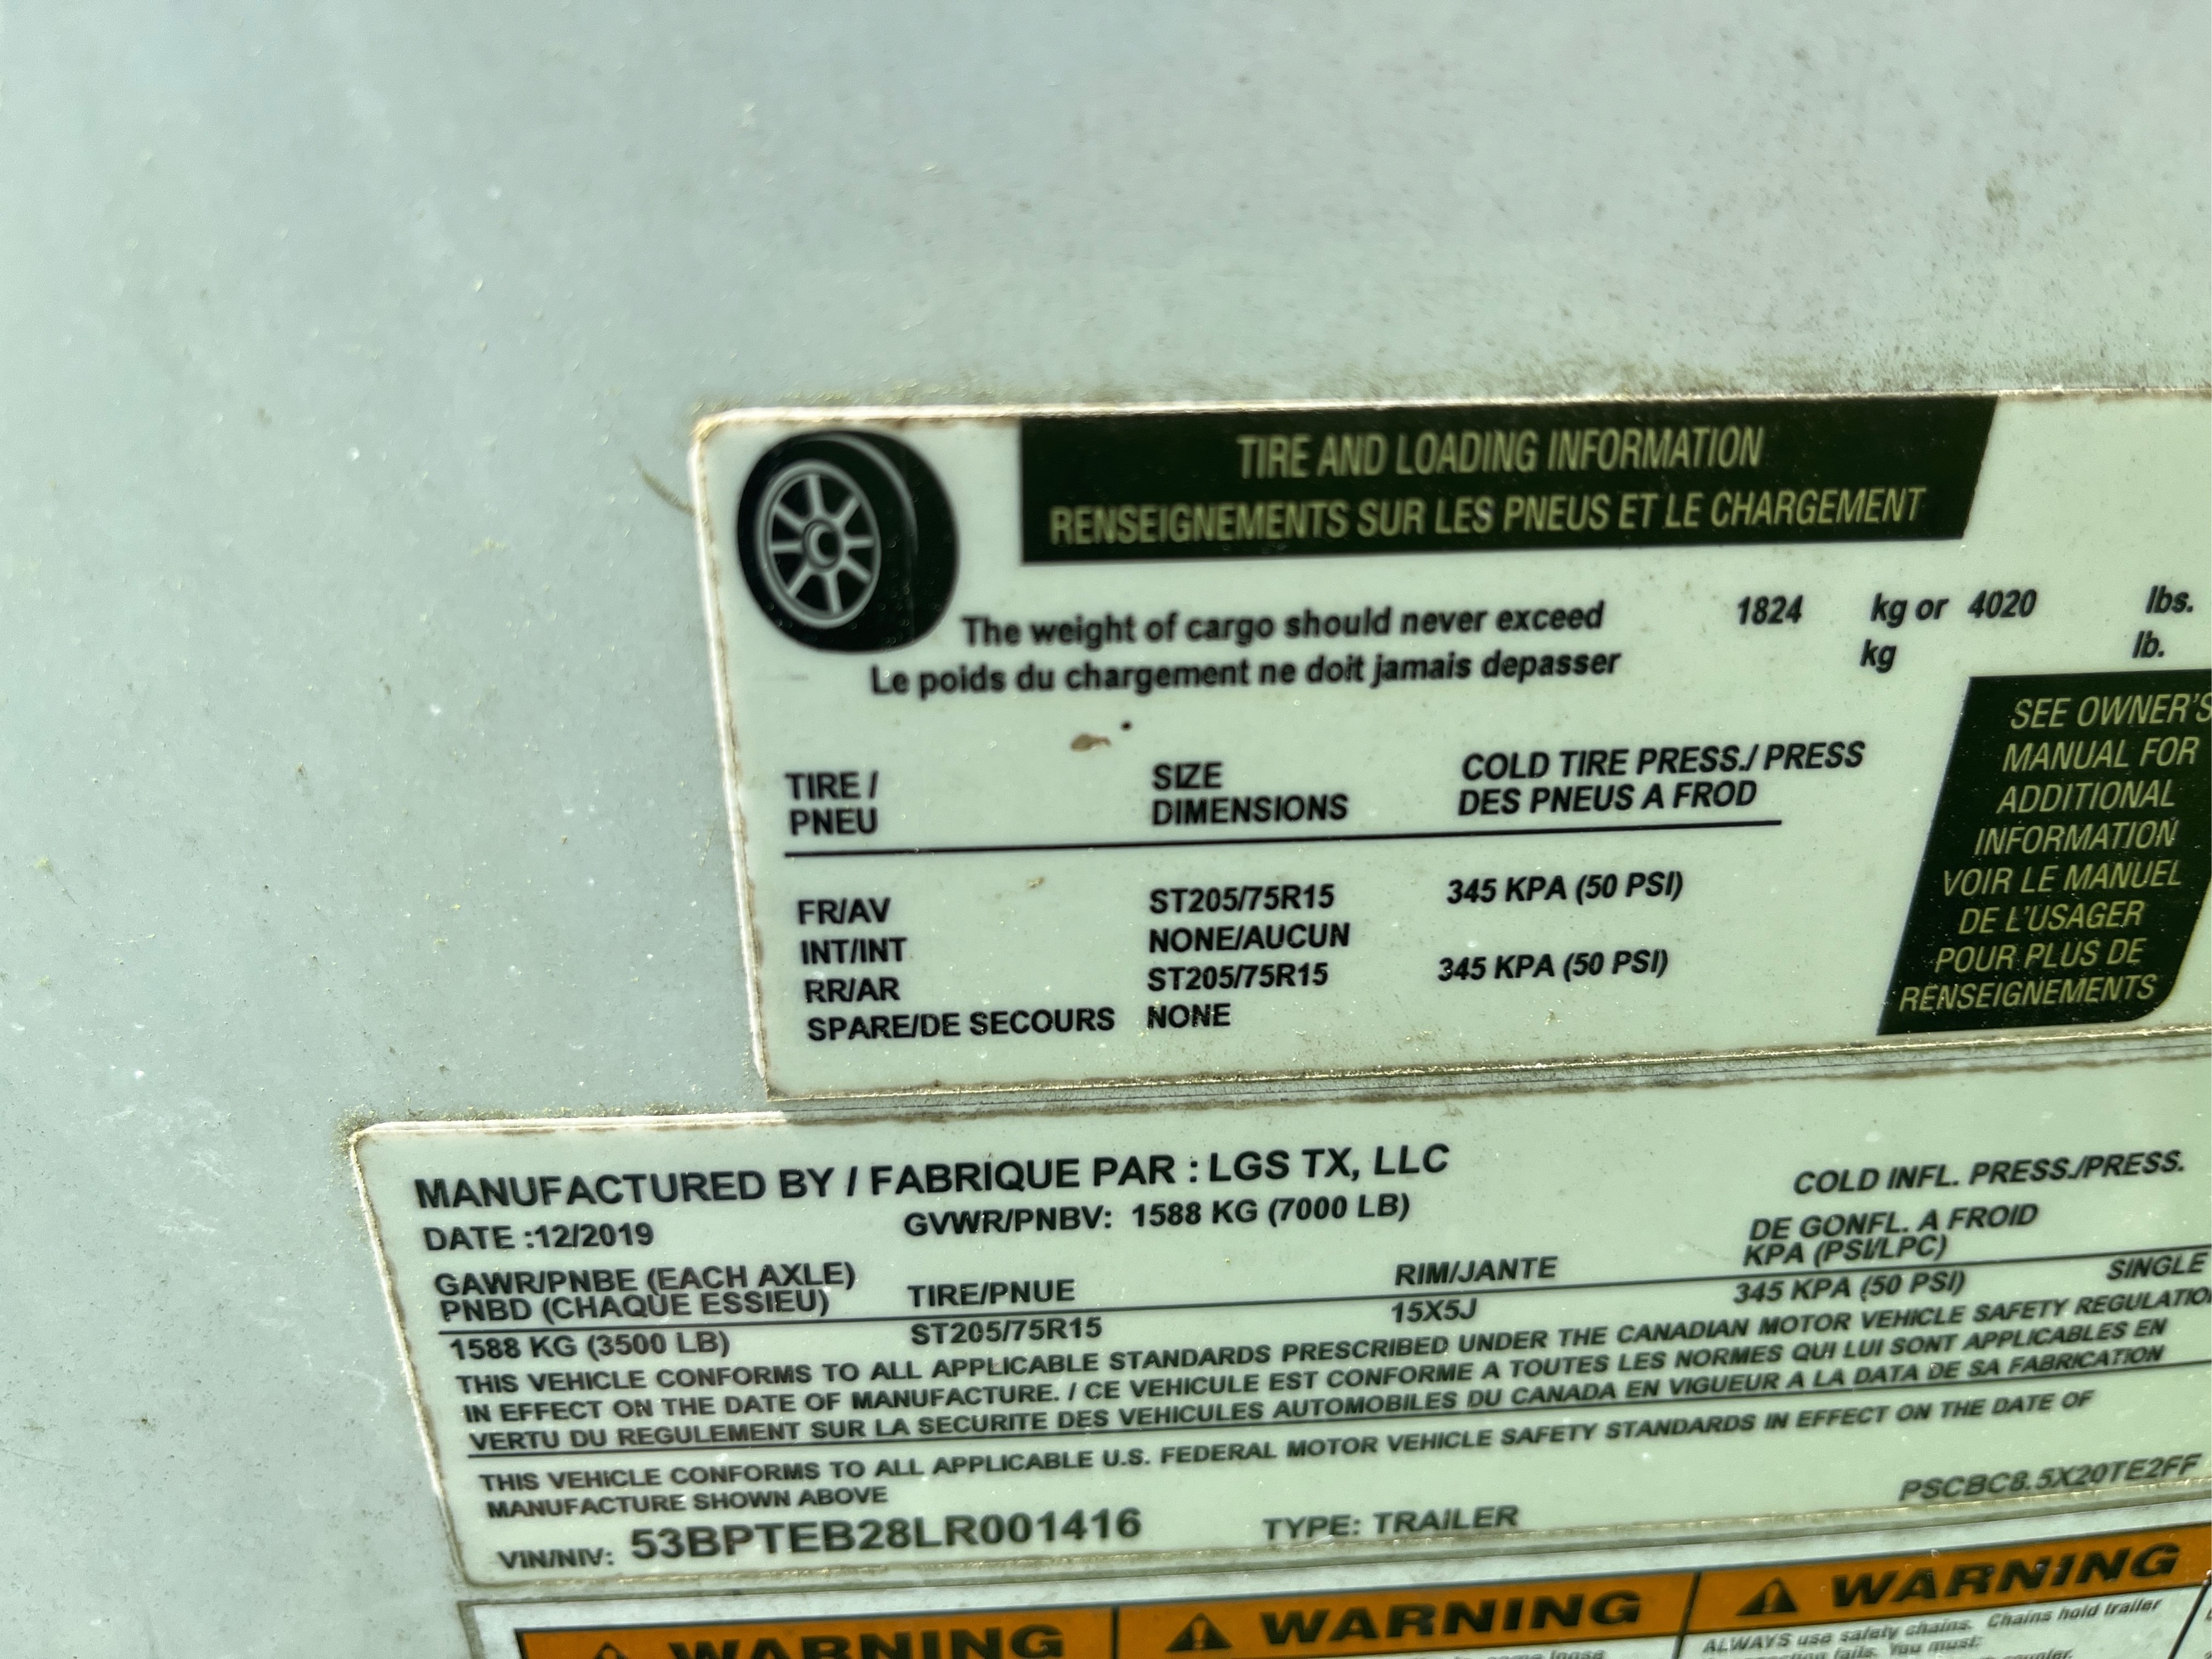 TIRE AND LOADING INFORMATION
RENSEIGNEMENTS SUR LES PNEUS ET LE CHARGEMENT
The weight of cargo should never exceed 1824 kg or 4020 lbs.
Le poids du chargement ne doit jamais depasser kg lb.
TIRE / SIZE COLD TIRE PRESS./ PRESS
PNEU DIMENSIONS DES PNEUS A FROD
FR/AV ST205/75R15 345 KPA (50 PSI)
INT/INT NONE/AUCUN
RR/AR ST205/75R15 345 KPA (50 PSI)
SPARE/DE SECOURS NONE
SEE OWNER'S
MANUAL FOR
ADDITIONAL
INFORMATION
VOIR LE MANUEL
DE L'USAGER
POUR PLUS DE
RENSEIGNEMENTS
MANUFACTURED BY / FABRIQUE PAR : LGS TX, LLC
DATE :12/2019 GVWR/PNBV: 1588 KG (7000 LB) COLD INFL. PRESS./PRESS.
DE GONFL. A FROID
GAWR/PNBE (EACH AXLE) TIRE/PNUE RIM/JANTE KPA (PSI/LPC)
PNBD (CHAQUE ESSIEU)
1588 KG (3500 LB) ST205/75R15 15X5J 345 KPA (50 PSI) SINGLE
THIS VEHICLE CONFORMS TO ALL APPLICABLE STANDARDS PRESCRIBED UNDER THE CANADIAN MOTOR VEHICLE SAFETY REGULATIO
IN EFFECT ON THE DATE OF MANUFACTURE. / CE VEHICULE EST CONFORME A TOUTES LES NORMES QUI LUI SONT APPLICABLES EN
VERTU DU REGULEMENT SUR LA SECURITE DES VEHICULES AUTOMOBILES DU CANADA EN VIGUEUR A LA DATA DE SA FABRICATION
THIS VEHICLE CONFORMS TO ALL APPLICABLE U.S. FEDERAL MOTOR VEHICLE SAFETY STANDARDS IN EFFECT ON THE DATE OF
MANUFACTURE SHOWN ABOVE
VIN/NIV: 53BPTEB28LR001416 TYPE: TRAILER PSCBC8.5X20TE2FF
WARNING WARNING WARNING
ALWAYS use safety chains. Chains hold trailer
fails. You must: